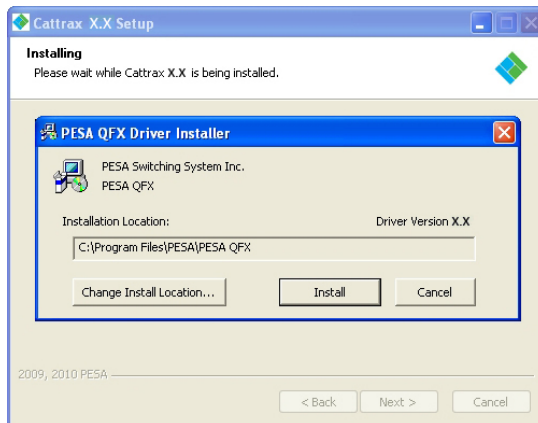 Cattrax X.X Setup
Installing
Please wait while Cattrax X.X is being installed.
PESA QFX Driver Installer
PESA Switching System Inc.
PESA QFX
Installation Location: Driver Version X.X
C:\Program Files\PESA\PESA QFX
Change Install Location... Install Cancel
2009, 2010 PESA
< Back Next > Cancel